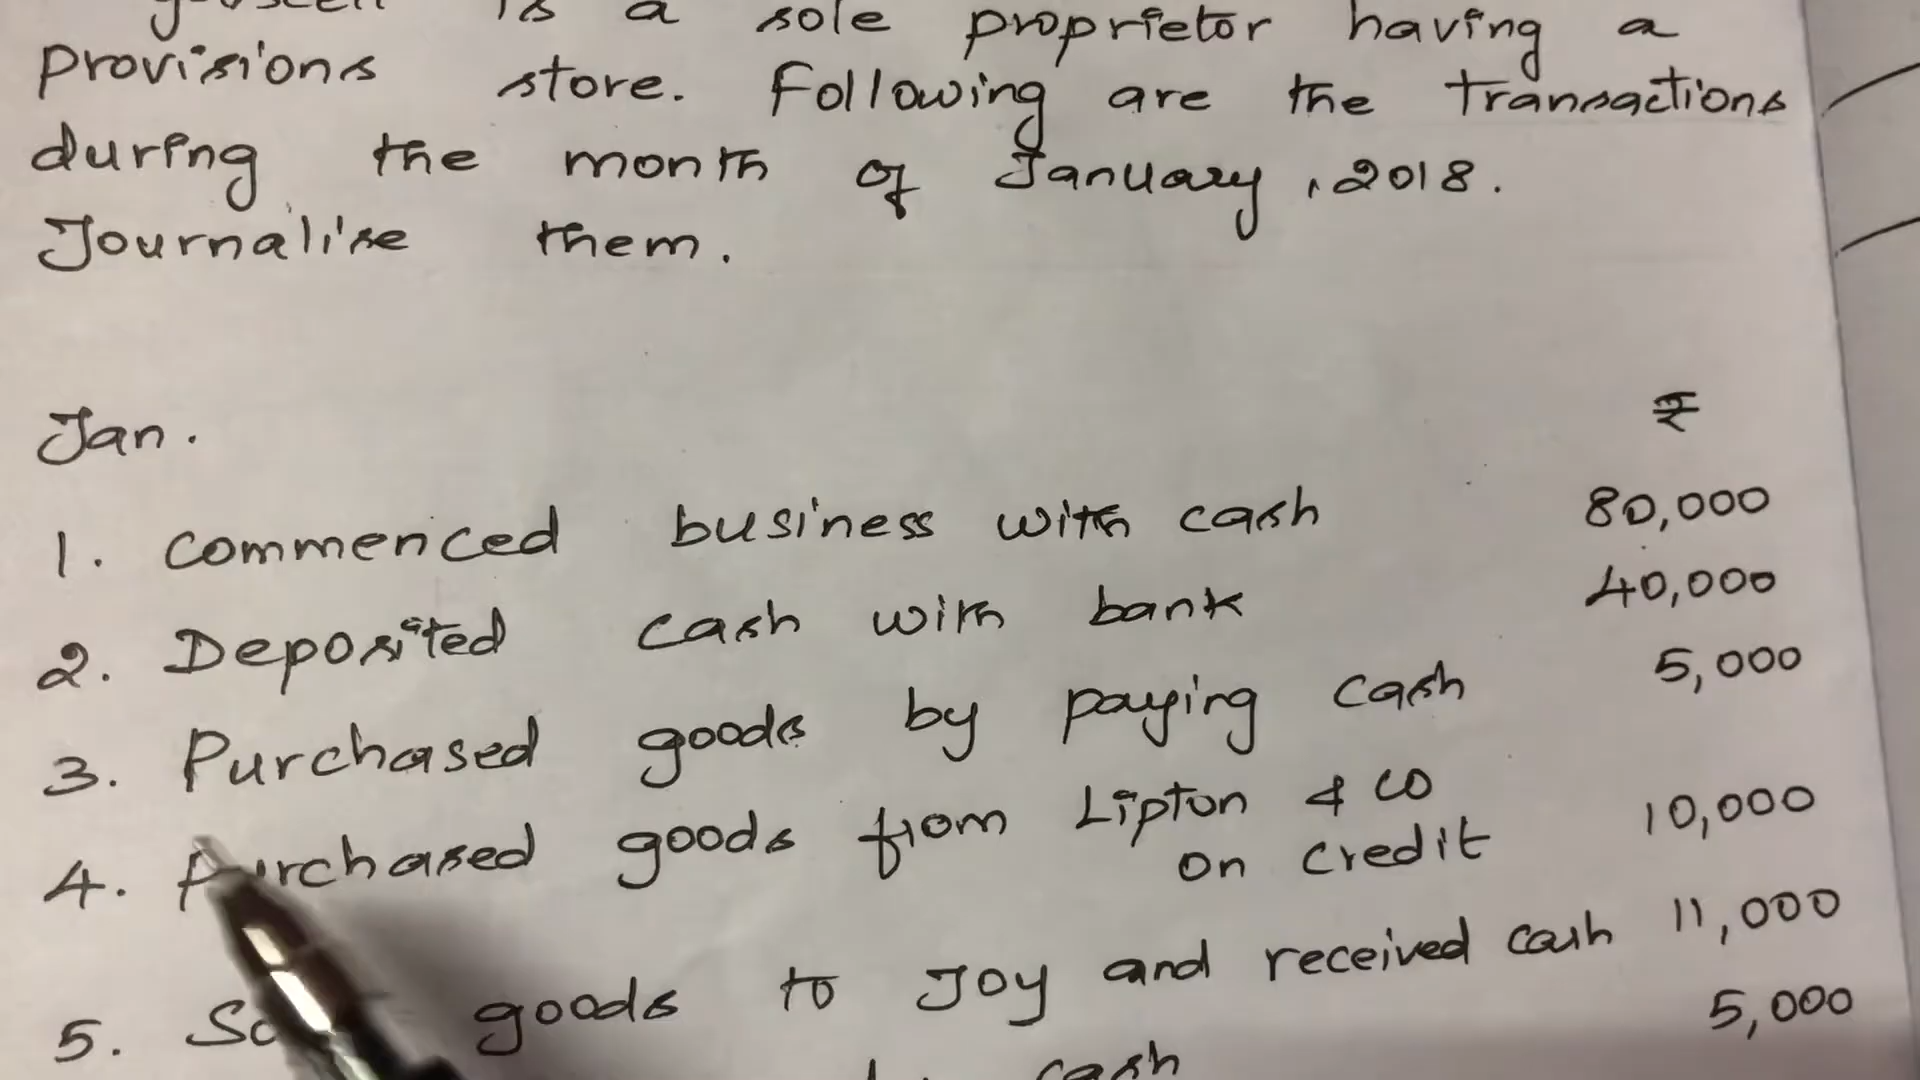 is a sole proprietor having a
provisions store. Following are the transactions
during the month of January, 2018.
Journalise them.
Jan. ₹
1. Commenced business with cash 80,000
2. Deposited cash with bank 40,000
3. Purchased goods by paying cash 5,000
4. Purchased goods from Lipton & co
on credit 10,000
5. goods to Joy and received cash 11,000
cash 5,000